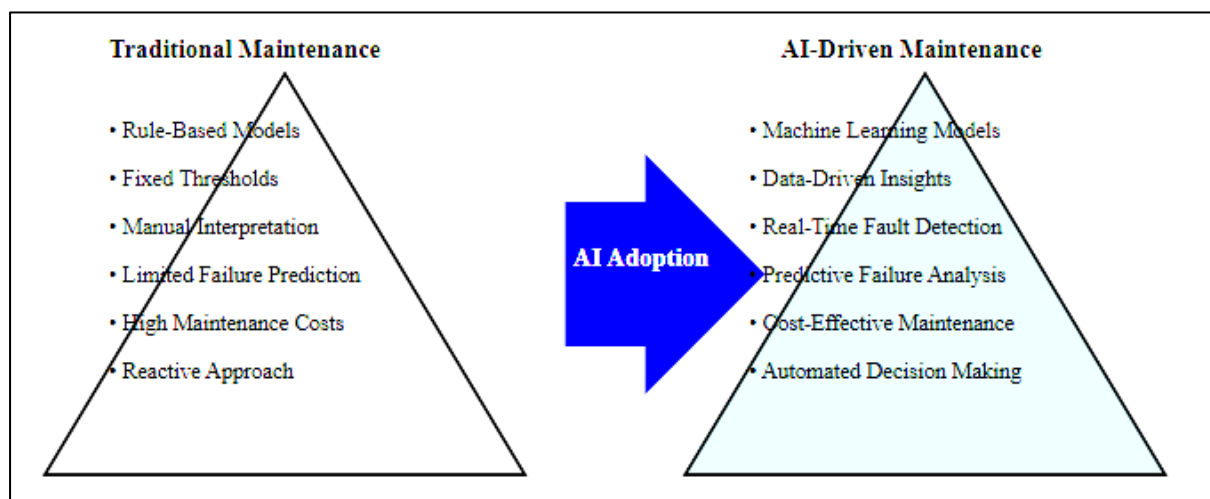 Traditional Maintenance
• Rule-Based Models
• Fixed Thresholds
• Manual Interpretation
• Limited Failure Prediction
• High Maintenance Costs
• Reactive Approach
AI Adoption
AI-Driven Maintenance
• Machine Learning Models
• Data-Driven Insights
• Real-Time Fault Detection
• Predictive Failure Analysis
• Cost-Effective Maintenance
• Automated Decision Making